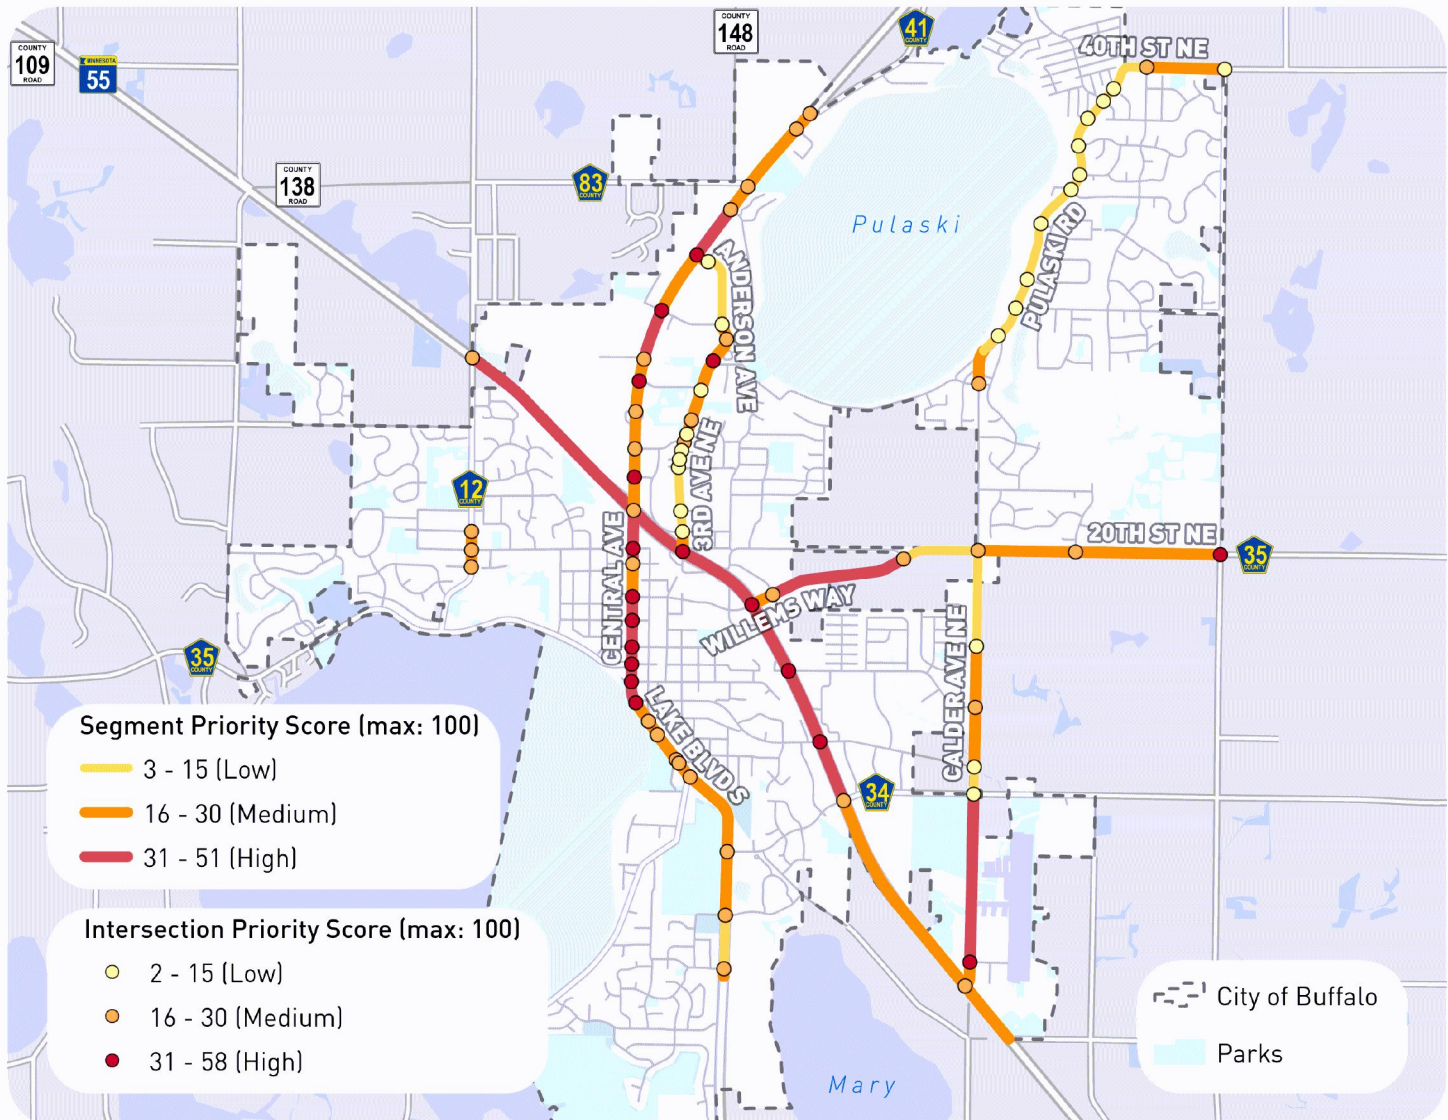 COUNTY
148
ROAD
41
COUNTY
40TH ST NE
COUNTY
109
ROAD
MINNESOTA
55
COUNTY
138
ROAD
83
COUNTY
Pulaski
PULASKI RD
ANDERSON AVE
3RD AVE NE
12
COUNTY
CENTRAL AVE
20TH ST NE
35
COUNTY
WILLEMS WAY
35
COUNTY
CALDER AVE NE
LAKE BLVD S
34
COUNTY
Segment Priority Score (max: 100)
3 - 15 (Low)
16 - 30 (Medium)
31 - 51 (High)
Intersection Priority Score (max: 100)
2 - 15 (Low)
16 - 30 (Medium)
31 - 58 (High)
City of Buffalo
Parks
Mary